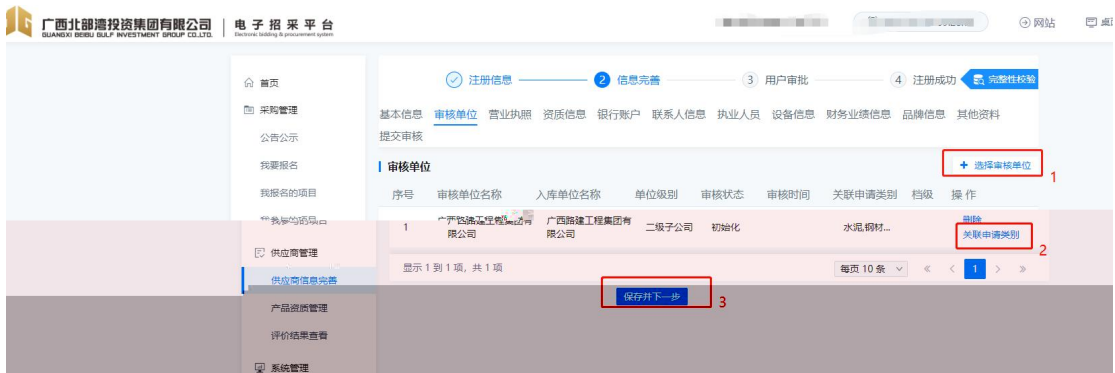 广西北部湾投资集团有限公司
GUANGXI BEIBU GULF INVESTMENT GROUP CO.,LTD.
电子招采平台
Electronic bidding & procurement system
网站
首页
采购管理
公告公示
我要报名
我报名的项目
供应商管理
供应商信息完善
产品资质管理
评价结果查看
系统管理
注册信息
2 信息完善
3 用户审批
4 注册成功
完整性校验
基本信息 审核单位 营业执照 资质信息 银行账户 联系人信息 执业人员 设备信息 财务业绩信息 品牌信息 其他资料
提交审核
审核单位
+ 选择审核单位
1
序号 审核单位名称 入库单位名称 单位级别 审核状态 审核时间 关联申请类别 档级 操作
1 限公司 广西路建工程集团有限公司 二级子公司 初始化 水泥,钢材... 删除
关联申请类别
2
显示 1 到 1 项, 共 1 项
每页 10 条 « < 1 > »
保存并下一步
3